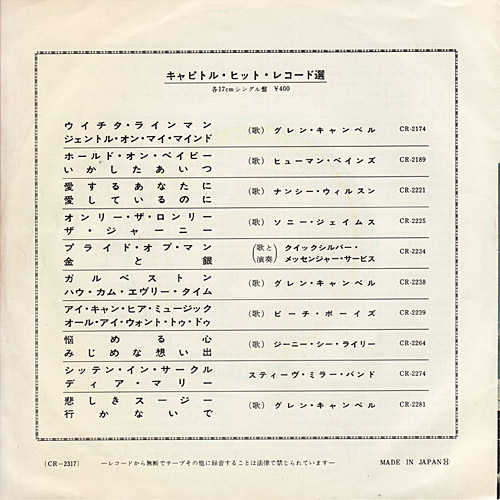 キャピトル・ヒット・レコード選
各17cmシングル盤 ¥400
ウイチタ・ラインマン
ジェントル・オン・マイ・マインド
(歌) グレン・キャンベル CR-2174
ホールド・オン・ベイビー
いかしたあいつ
(歌) ヒューマン・ベインズ CR-2189
愛するあなたに
愛しているのに
(歌) ナンシー・ウィルスン CR-2221
オンリー・ザ・ロンリー
ザ・ジャーニー
(歌) ソニー・ジェイムス CR-2225
プライド・オブ・マン
金と銀
(歌と演奏) クイックシルバー・メッセンジャー・サービス CR-2234
ガルベストン
ハウ・カム・エヴリー・タイム
(歌) グレン・キャンベル CR-2238
アイ・キャン・ヒア・ミュージック
オール・アイ・ウォント・トゥ・ドゥ
(歌) ビーチ・ボーイズ CR-2239
悩める心
みじめな想い出
(歌) ジーニー・シー・ライリー CR-2264
シッテン・イン・サークル
ディア・マリー
スティーヴ・ミラー・バンド CR-2274
悲しきスージー
行かないで
(歌) グレン・キャンベル CR-2281
(CR-2317) —レコードから無断でテープその他に録音することは法律で禁じられています— MADE IN JAPAN Ⓗ